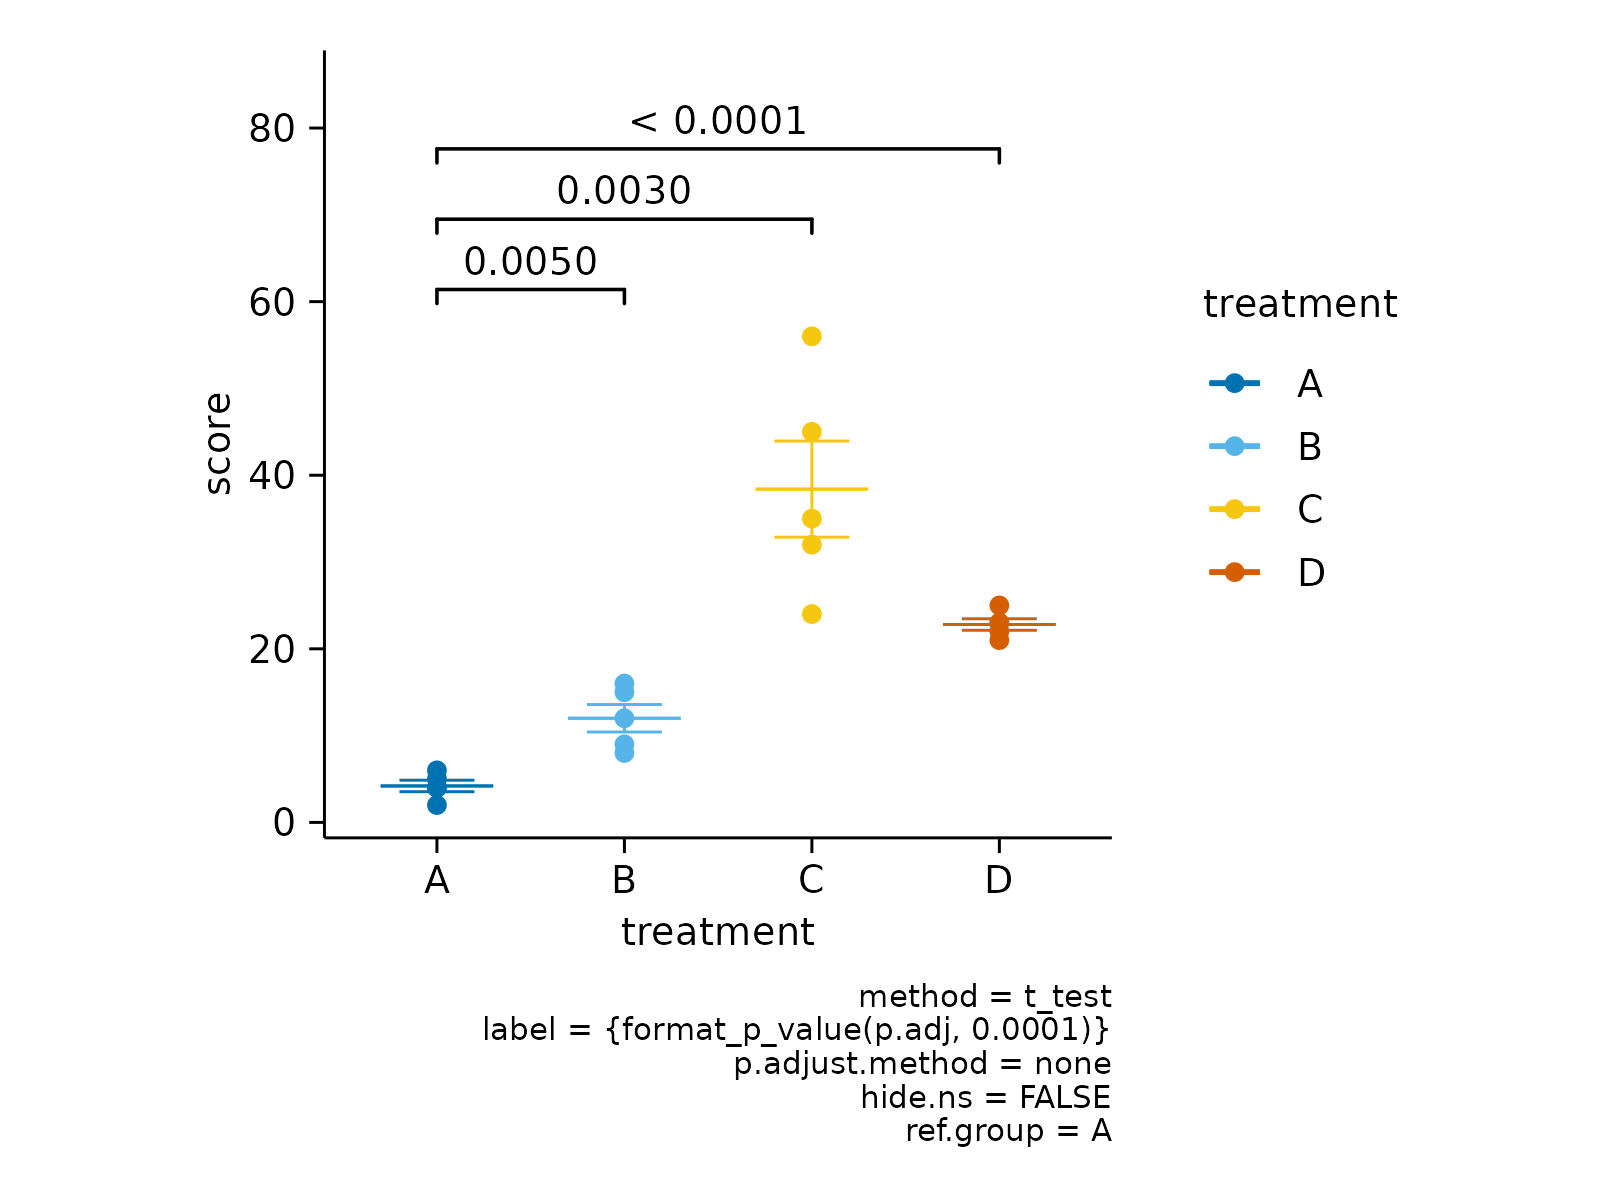 < 0.0001
0.0030
0.0050
80
60
40
20
0
score
A
B
C
D
treatment
treatment
A
B
C
D
method = t_test
label = {format_p_value(p.adj, 0.0001)}
p.adjust.method = none
hide.ns = FALSE
ref.group = A